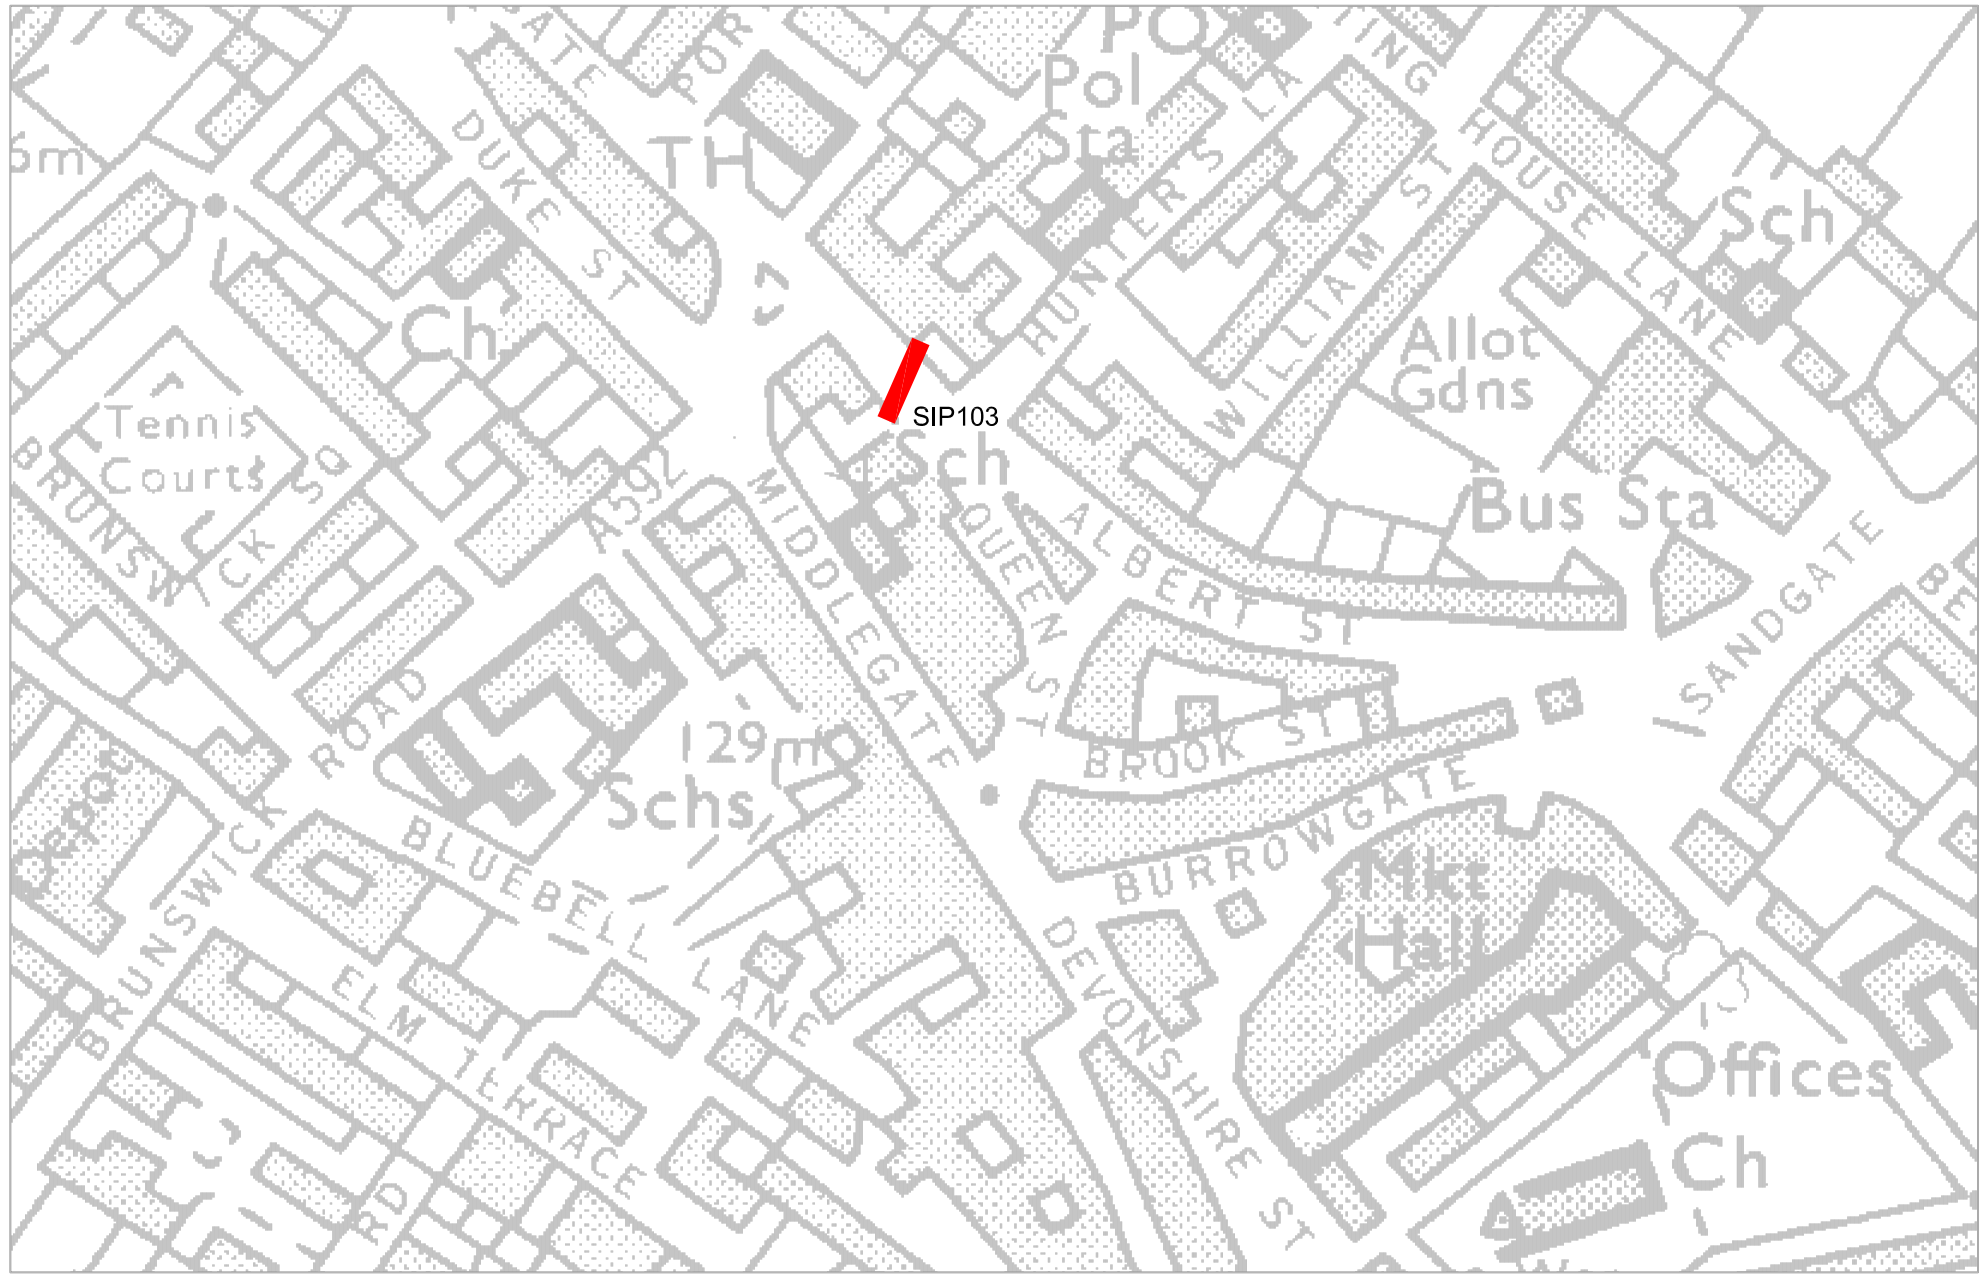 PO
Pol
Sta
TH
DUKE ST
HUNTER'S LA
WILLIAM ST
HOUSE LANE
Sch
Ch
Allot
Gdns
Tennis
Courts
BRUNSWICK SQ
SIP103
Sch
A592
MIDDLEGATE
QUEEN ST
ALBERT ST
Bus Sta
SANDGATE
ROAD
129m
Schs
BROOK ST
BURROWGATE
Depot
BRUNSWICK
RD
BLUEBELL LANE
Mkt
Hall
ELM TERRACE
DEVONSHIRE ST
Offices
Ch